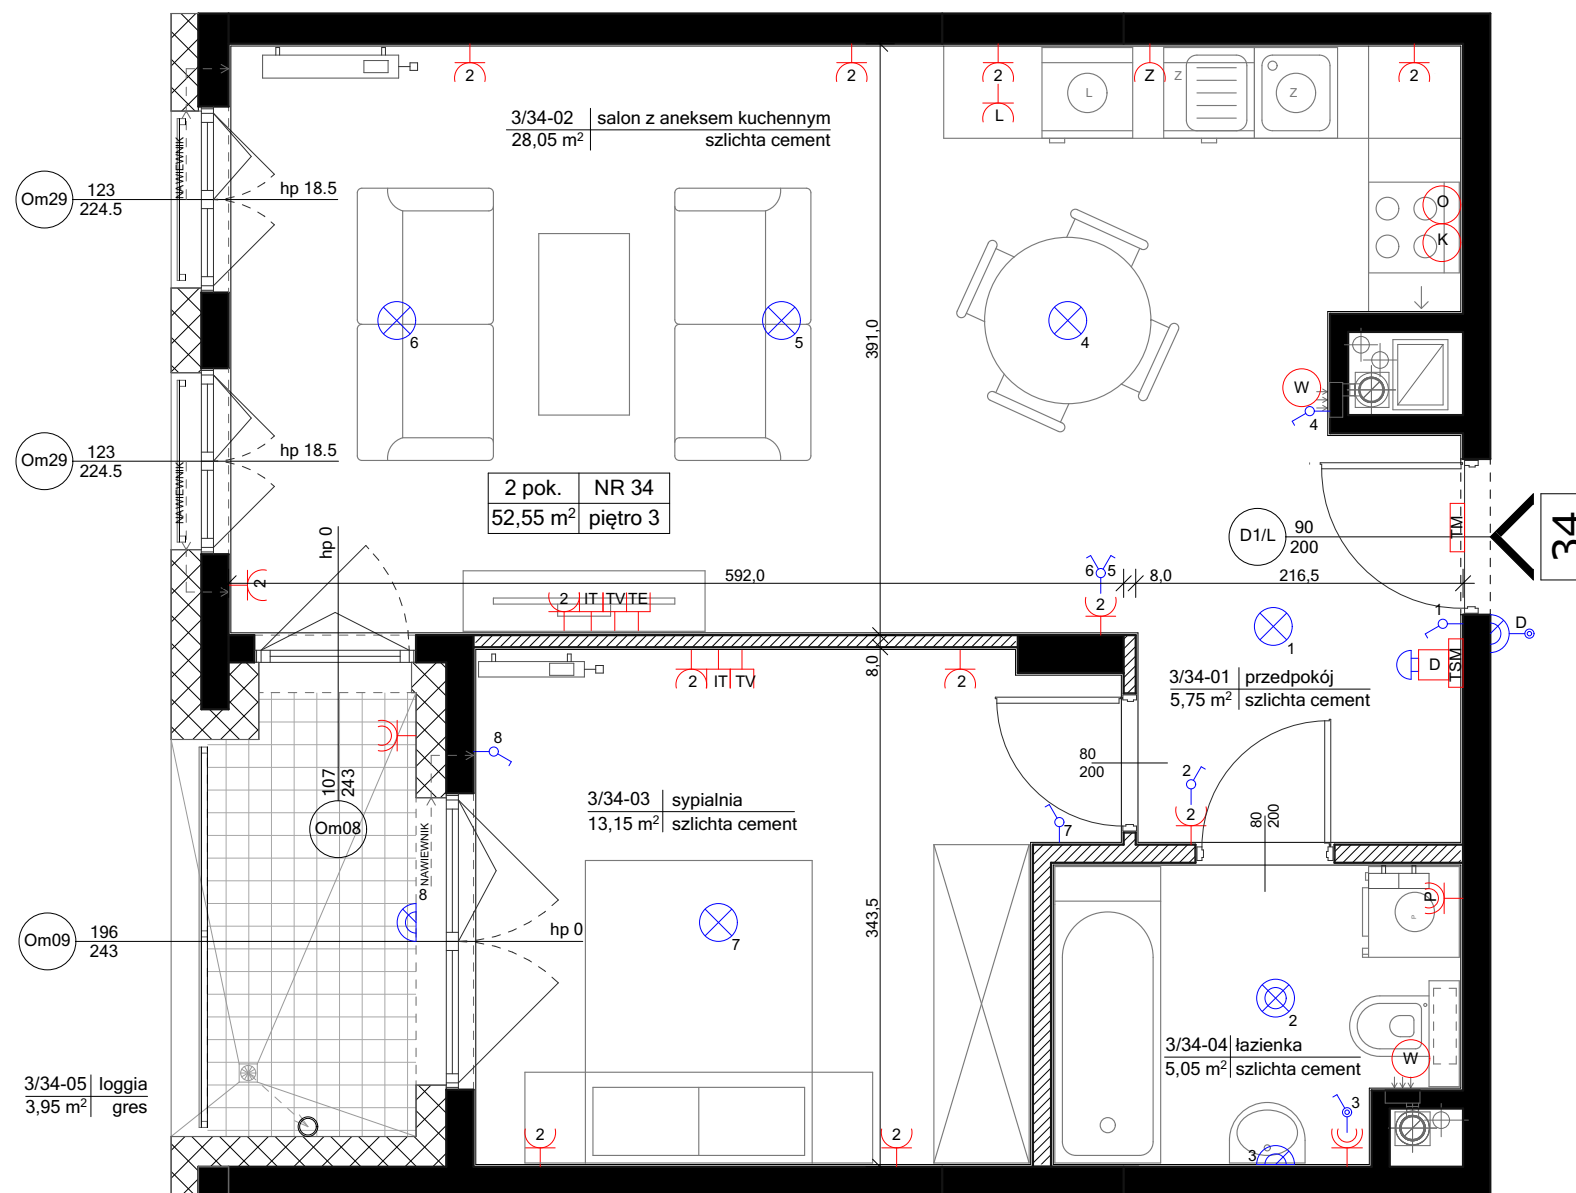 2
2
2
L
Z
Z
L
Z
2
3/34-02 salon z aneksem kuchennym
28,05 m² szlichta cement
NAWIEWNIK
Om29 123
224.5
hp 18.5
O
K
6
5
4
391,0
W
4
Om29 123
224.5
hp 18.5
NAWIEWNIK
2 pok. NR 34
52,55 m² piętro 3
D1/L 90
200
TM
34
hp 0
2
592,0
6 5
8,0
216,5
2 IT TV TE
2
1
1
D
D
TSM
8,0
2 IT TV
2
3/34-01 przedpokój
5,75 m² szlichta cement
8
107
243
Om08
80
200
2
2
7
80
200
3/34-03 sypialnia
13,15 m² szlichta cement
NAWIEWNIK
8
P
P
343,5
7
Om09 196
243
hp 0
2
3/34-04 łazienka
5,05 m² szlichta cement
W
3/34-05 loggia
3,95 m² gres
3
2
2
3